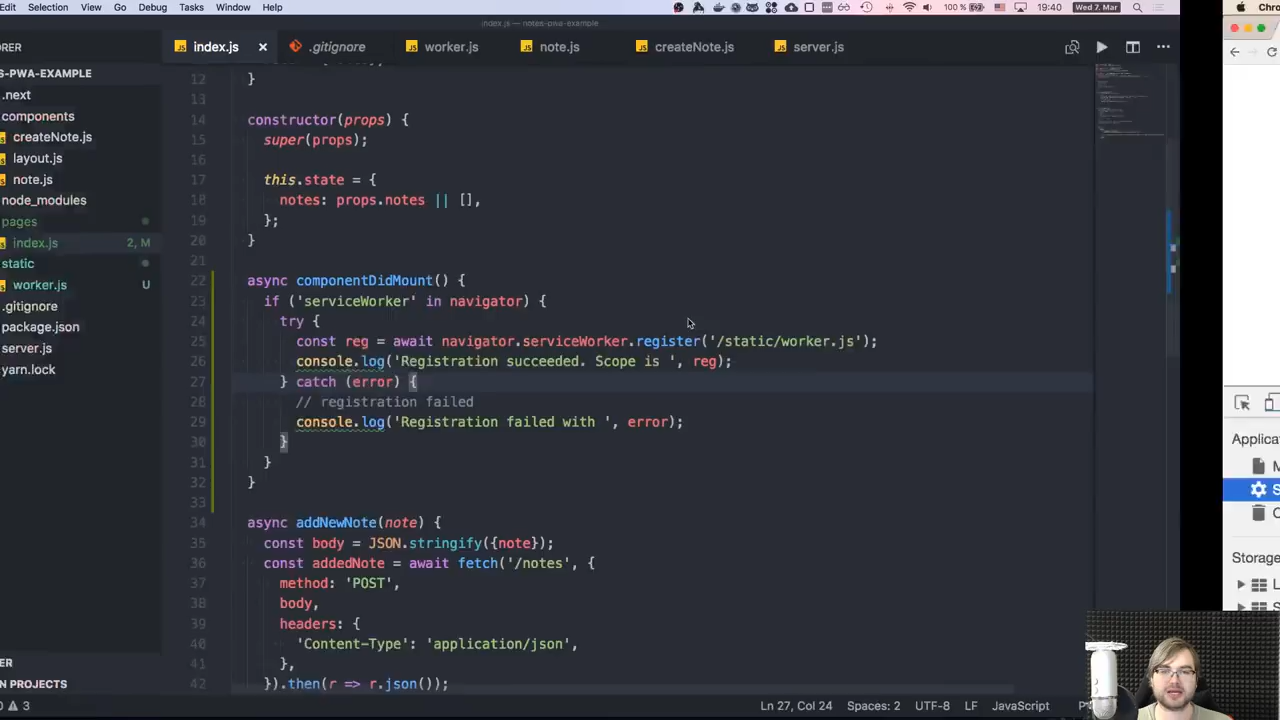 Edit Selection View Go Debug Tasks Window Help 100 % 19:40 Wed 7. Mar Chro
index.js — notes-pwa-example
index.js .gitignore worker.js note.js createNote.js server.js
ORER
S-PWA-EXAMPLE
.next
components
createNote.js
layout.js
note.js
node_modules
pages
index.js 2, M
static
worker.js U
.gitignore
package.json
server.js
yarn.lock
ER
N PROJECTS
12 }
13
14 constructor(props) {
15 super(props);
16
17 this.state = {
18 notes: props.notes || [],
19 };
20 }
21
22 async componentDidMount() {
23 if ('serviceWorker' in navigator) {
24 try {
25 const reg = await navigator.serviceWorker.register('/static/worker.js');
26 console.log('Registration succeeded. Scope is ', reg);
27 } catch (error) {
28 // registration failed
29 console.log('Registration failed with ', error);
30 }
31 }
32 }
33
34 async addNewNote(note) {
35 const body = JSON.stringify({note});
36 const addedNote = await fetch('/notes', {
37 method: 'POST',
38 body,
39 headers: {
40 'Content-Type': 'application/json',
41 },
42 }).then(r => r.json());
Applicat
M
S
C
Storage
L
S
0 3 Ln 27, Col 24 Spaces: 2 UTF-8 LF JavaScript